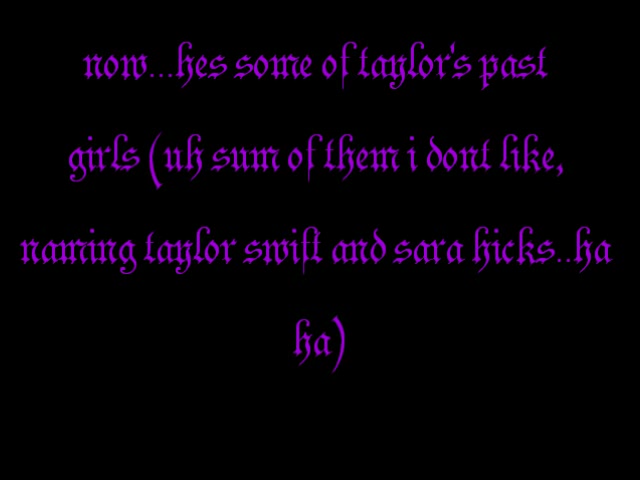 now...hes some of taylor's past
girls (uh sum of them i dont like,
naming taylor swift and sara hicks..ha
ha)